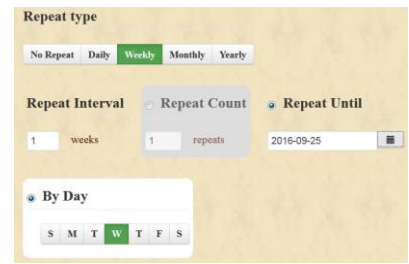 Repeat type
No Repeat Daily Weekly Monthly Yearly
Repeat Interval Repeat Count Repeat Until
1 weeks 1 repeats 2016-09-25
By Day
S M T W T F S